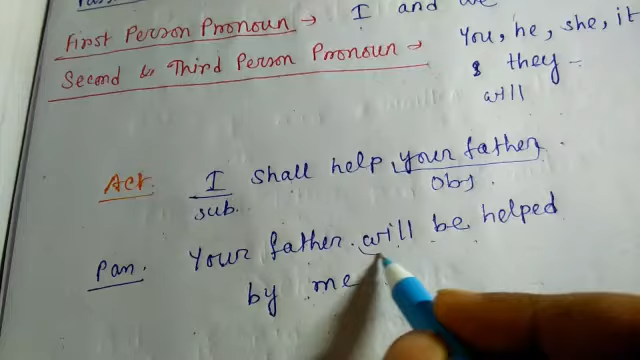 First Person Pronoun → I and we
Second & Third Person Pronoun → You, he, she, it
& they -
will
Act. I shall help your father.
sub. obj.
Pan. Your father will be helped
by me